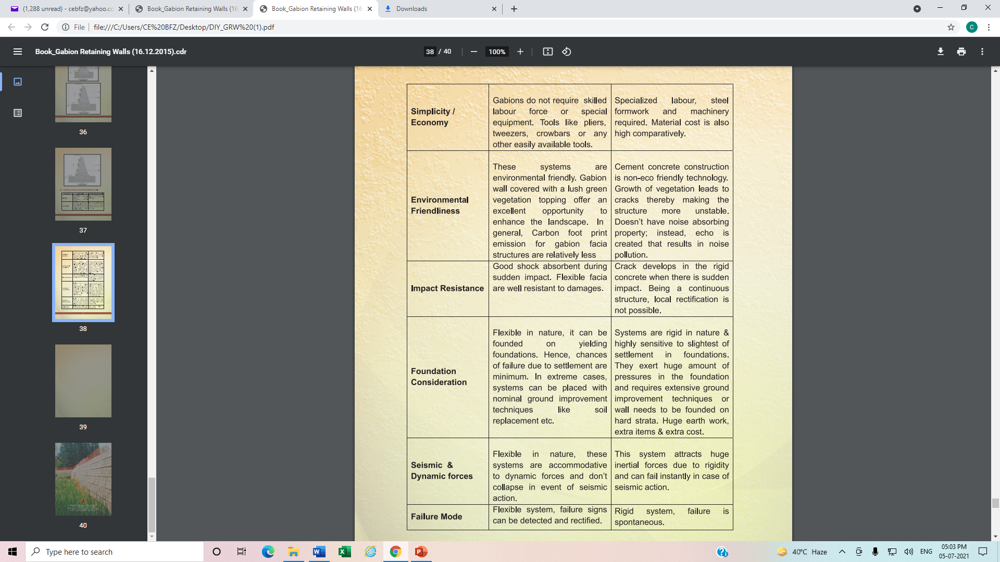 (1,288 unread) - cebfz@yahoo.co
Book_Gabion Retaining Walls (16
Book_Gabion Retaining Walls (16
Downloads
File
file:///C:/Users/CE%20BFZ/Desktop/DIY_GRW%20(1).pdf
C
Book_Gabion Retaining Walls (16.12.2015).cdr
38 / 40
100%
36
37
38
39
40
Simplicity /
Economy
Gabions do not require skilled
labour force or special
equipment. Tools like pliers,
tweezers, crowbars or any
other easily available tools.
Specialized labour, steel
formwork and machinery
required. Material cost is also
high comparatively.
Environmental
Friendliness
These systems are
environmental friendly. Gabion
wall covered with a lush green
vegetation topping offer an
excellent opportunity to
enhance the landscape. In
general, Carbon foot print
emission for gabion facia
structures are relatively less
Cement concrete construction
is non-eco friendly technology.
Growth of vegetation leads to
cracks thereby making the
structure more unstable.
Doesn't have noise absorbing
property; instead, echo is
created that results in noise
pollution.
Impact Resistance
Good shock absorbent during
sudden impact. Flexible facia
are well resistant to damages.
Crack develops in the rigid
concrete when there is sudden
impact. Being a continuous
structure, local rectification is
not possible.
Foundation
Consideration
Flexible in nature, it can be
founded on yielding
foundations. Hence, chances
of failure due to settlement are
minimum. In extreme cases,
systems can be placed with
nominal ground improvement
techniques like soil
replacement etc.
Systems are rigid in nature &
highly sensitive to slightest of
settlement in foundations.
They exert huge amount of
pressures in the foundation
and requires extensive ground
improvement techniques or
wall needs to be founded on
hard strata. Huge earth work,
extra items & extra cost.
Seismic &
Dynamic forces
Flexible in nature, these
systems are accommodative
to dynamic forces and don't
collapse in event of seismic
action.
This system attracts huge
inertial forces due to rigidity
and can fail instantly in case of
seismic action.
Failure Mode
Flexible system, failure signs
can be detected and rectified.
Rigid system, failure is
spontaneous.
Type here to search
40°C Haze
ENG
05:03 PM
05-07-2021